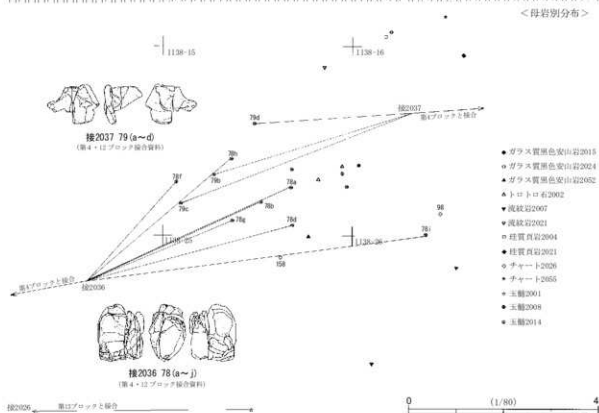 <母岩別分布>
1138-15
1138-16
79d
接2037
第4ブロックと接合
接2037 79(a~d)
(第4・12ブロック接合資料)
78h
78f
79b
79c
78a
78b
78g
78d
98
78i
1138-25
1138-26
158
第4ブロックと接合
接2036
ガラス質黒色安山岩2015
ガラス質黒色安山岩2024
ガラス質黒色安山岩2052
トロトロ石2002
流紋岩2007
流紋岩2021
珪質頁岩2004
珪質頁岩2021
チャート2026
チャート2055
玉髄2001
玉髄2008
玉髄2014
接2036 78(a~j)
(第4・12ブロック接合資料)
接2026
第12ブロックと接合
0
(1/80)
4